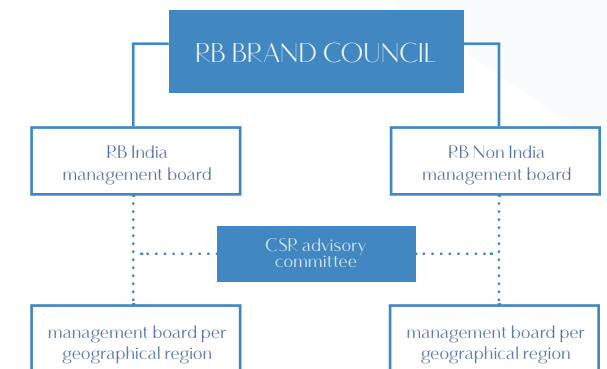 RB BRAND COUNCIL
RB India
management board
RB Non India
management board
CSR advisory
committee
management board per
geographical region
management board per
geographical region